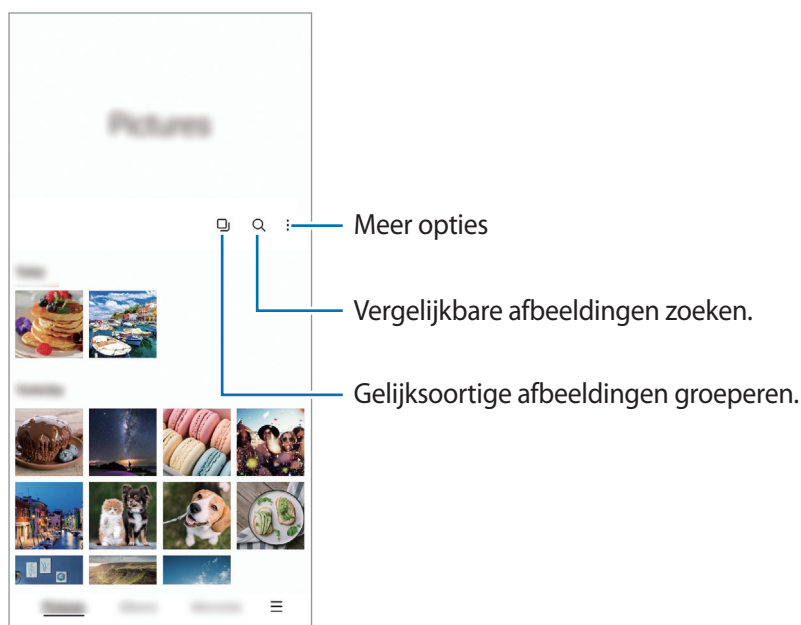 Pictures
Meer opties
Vergelijkbare afbeeldingen zoeken.
Gelijksoortige afbeeldingen groeperen.